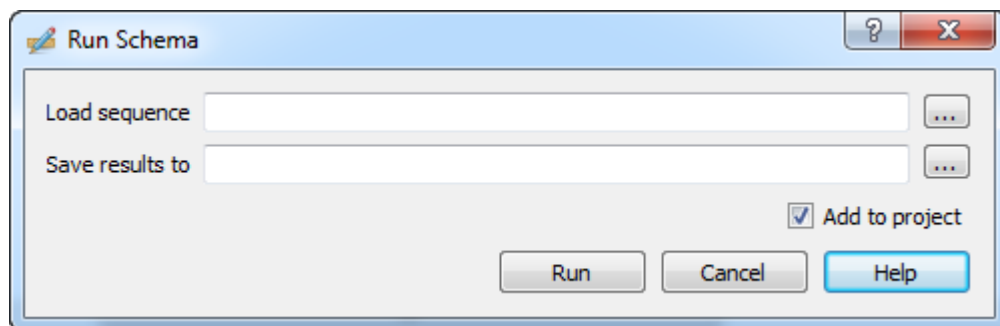 Run Schema
?
X
Load sequence
...
Save results to
...
Add to project
Run
Cancel
Help